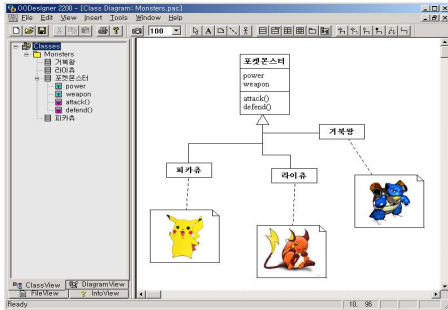 OODesigner 2200 - [Class Diagram: Monsters.pac]
File Edit View Insert Tools Window Help
100
Classes
Monsters
거북왕
라이츄
포켓몬스터
power
weapon
attack()
defend()
피카츄
ClassView DiagramView
FileView InfoView
포켓몬스터
power
weapon
attack()
defend()
거북왕
피카츄
라이츄
Ready
10, 96